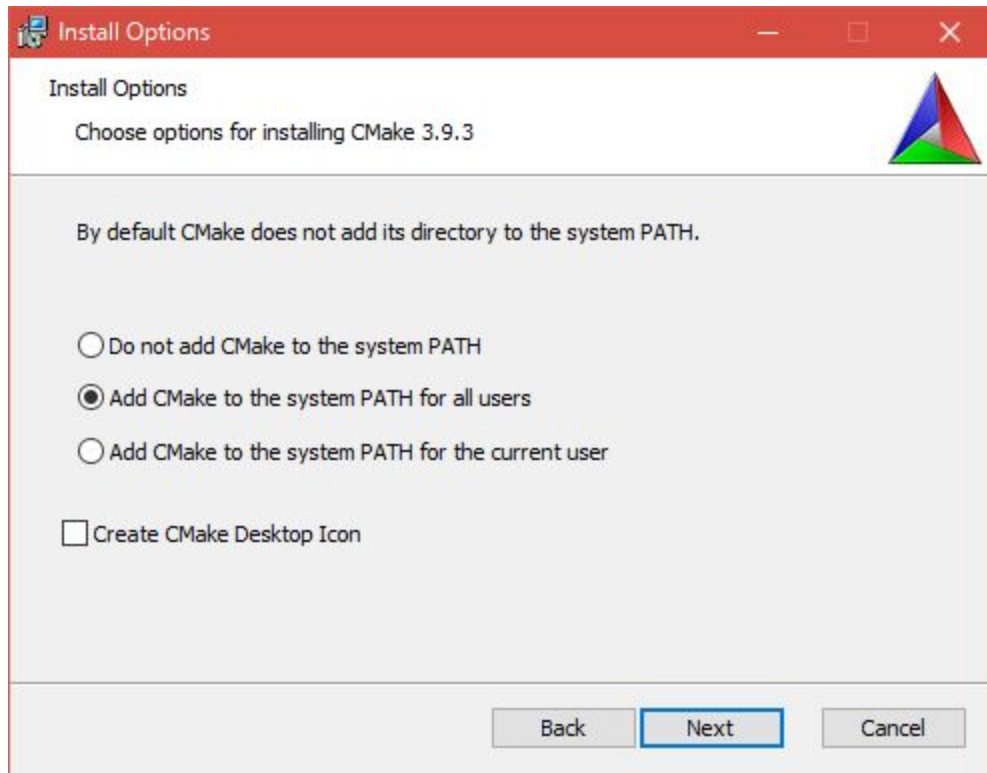 Install Options
Install Options
Choose options for installing CMake 3.9.3
By default CMake does not add its directory to the system PATH.
Do not add CMake to the system PATH
Add CMake to the system PATH for all users
Add CMake to the system PATH for the current user
Create CMake Desktop Icon
Back Next Cancel